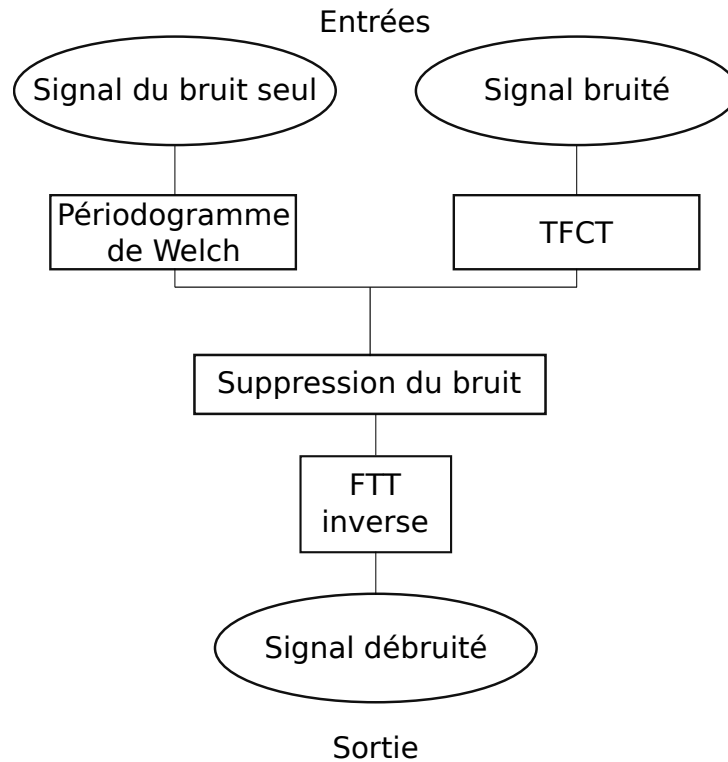 Entrées
Signal du bruit seul
Signal bruité
Périodogramme
de Welch
TFCT
Suppression du bruit
FTT
inverse
Signal débruité
Sortie